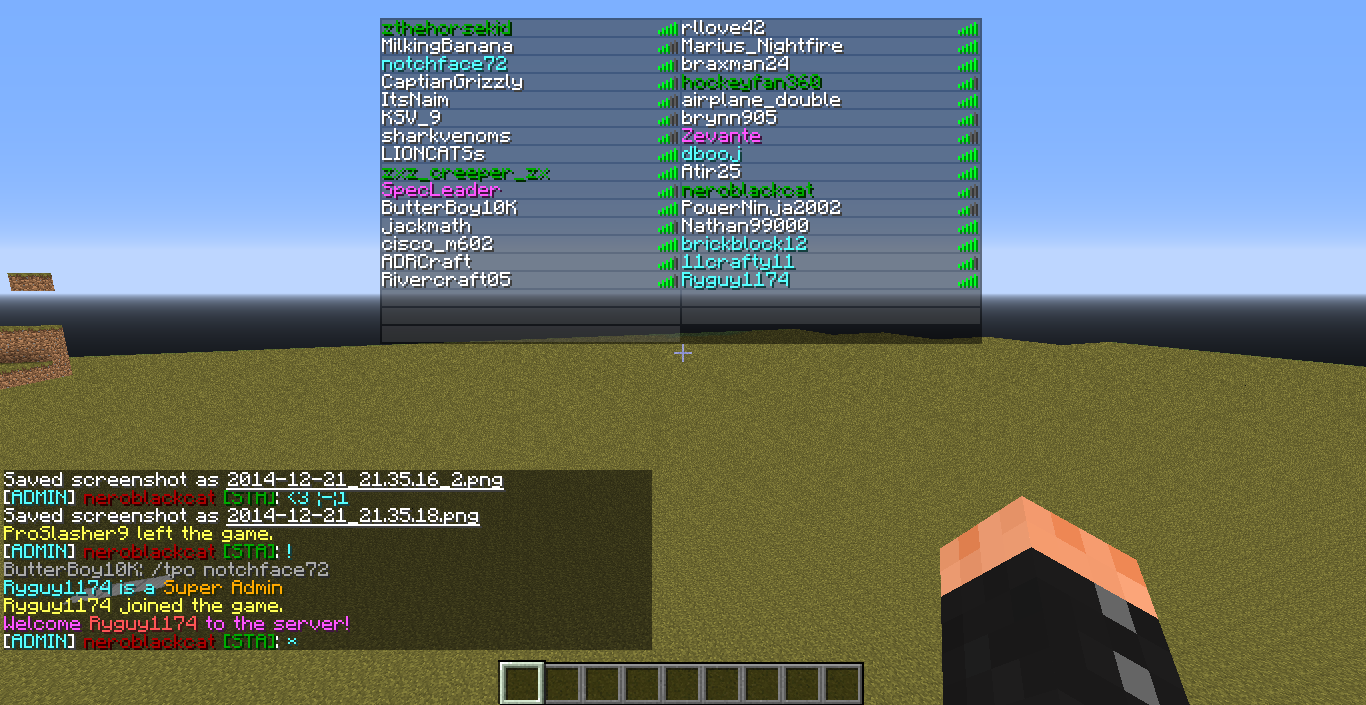 zthehorsekid rllove42
MilkingBanana Marius_Nightfire
notchface72 braxman24
CaptianGrizzly hockeyfan360
ItsNaim airplane_double
KSV_9 brynn905
sharkvenoms Zevante
LIONCATSs dbooj
zxz_creeper_zx Atir25
SpecLeader neroblackcat
ButterBoy10K PowerNinja2002
jackmath Nathan99000
cisco_m602 brickblock12
ADRCraft 11crafty11
Rivercraft05 Ryguy1174
Saved screenshot as 2014-12-21_21.35.16_2.png
[ADMIN] neroblackcat [STA]: <3 ¦-¦1
Saved screenshot as 2014-12-21_21.35.18.png
ProSlasher9 left the game.
[ADMIN] neroblackcat [STA]: !
ButterBoy10K: /tpo notchface72
Ryguy1174 is a Super Admin
Ryguy1174 joined the game.
Welcome Ryguy1174 to the server!
[ADMIN] neroblackcat [STA]: *